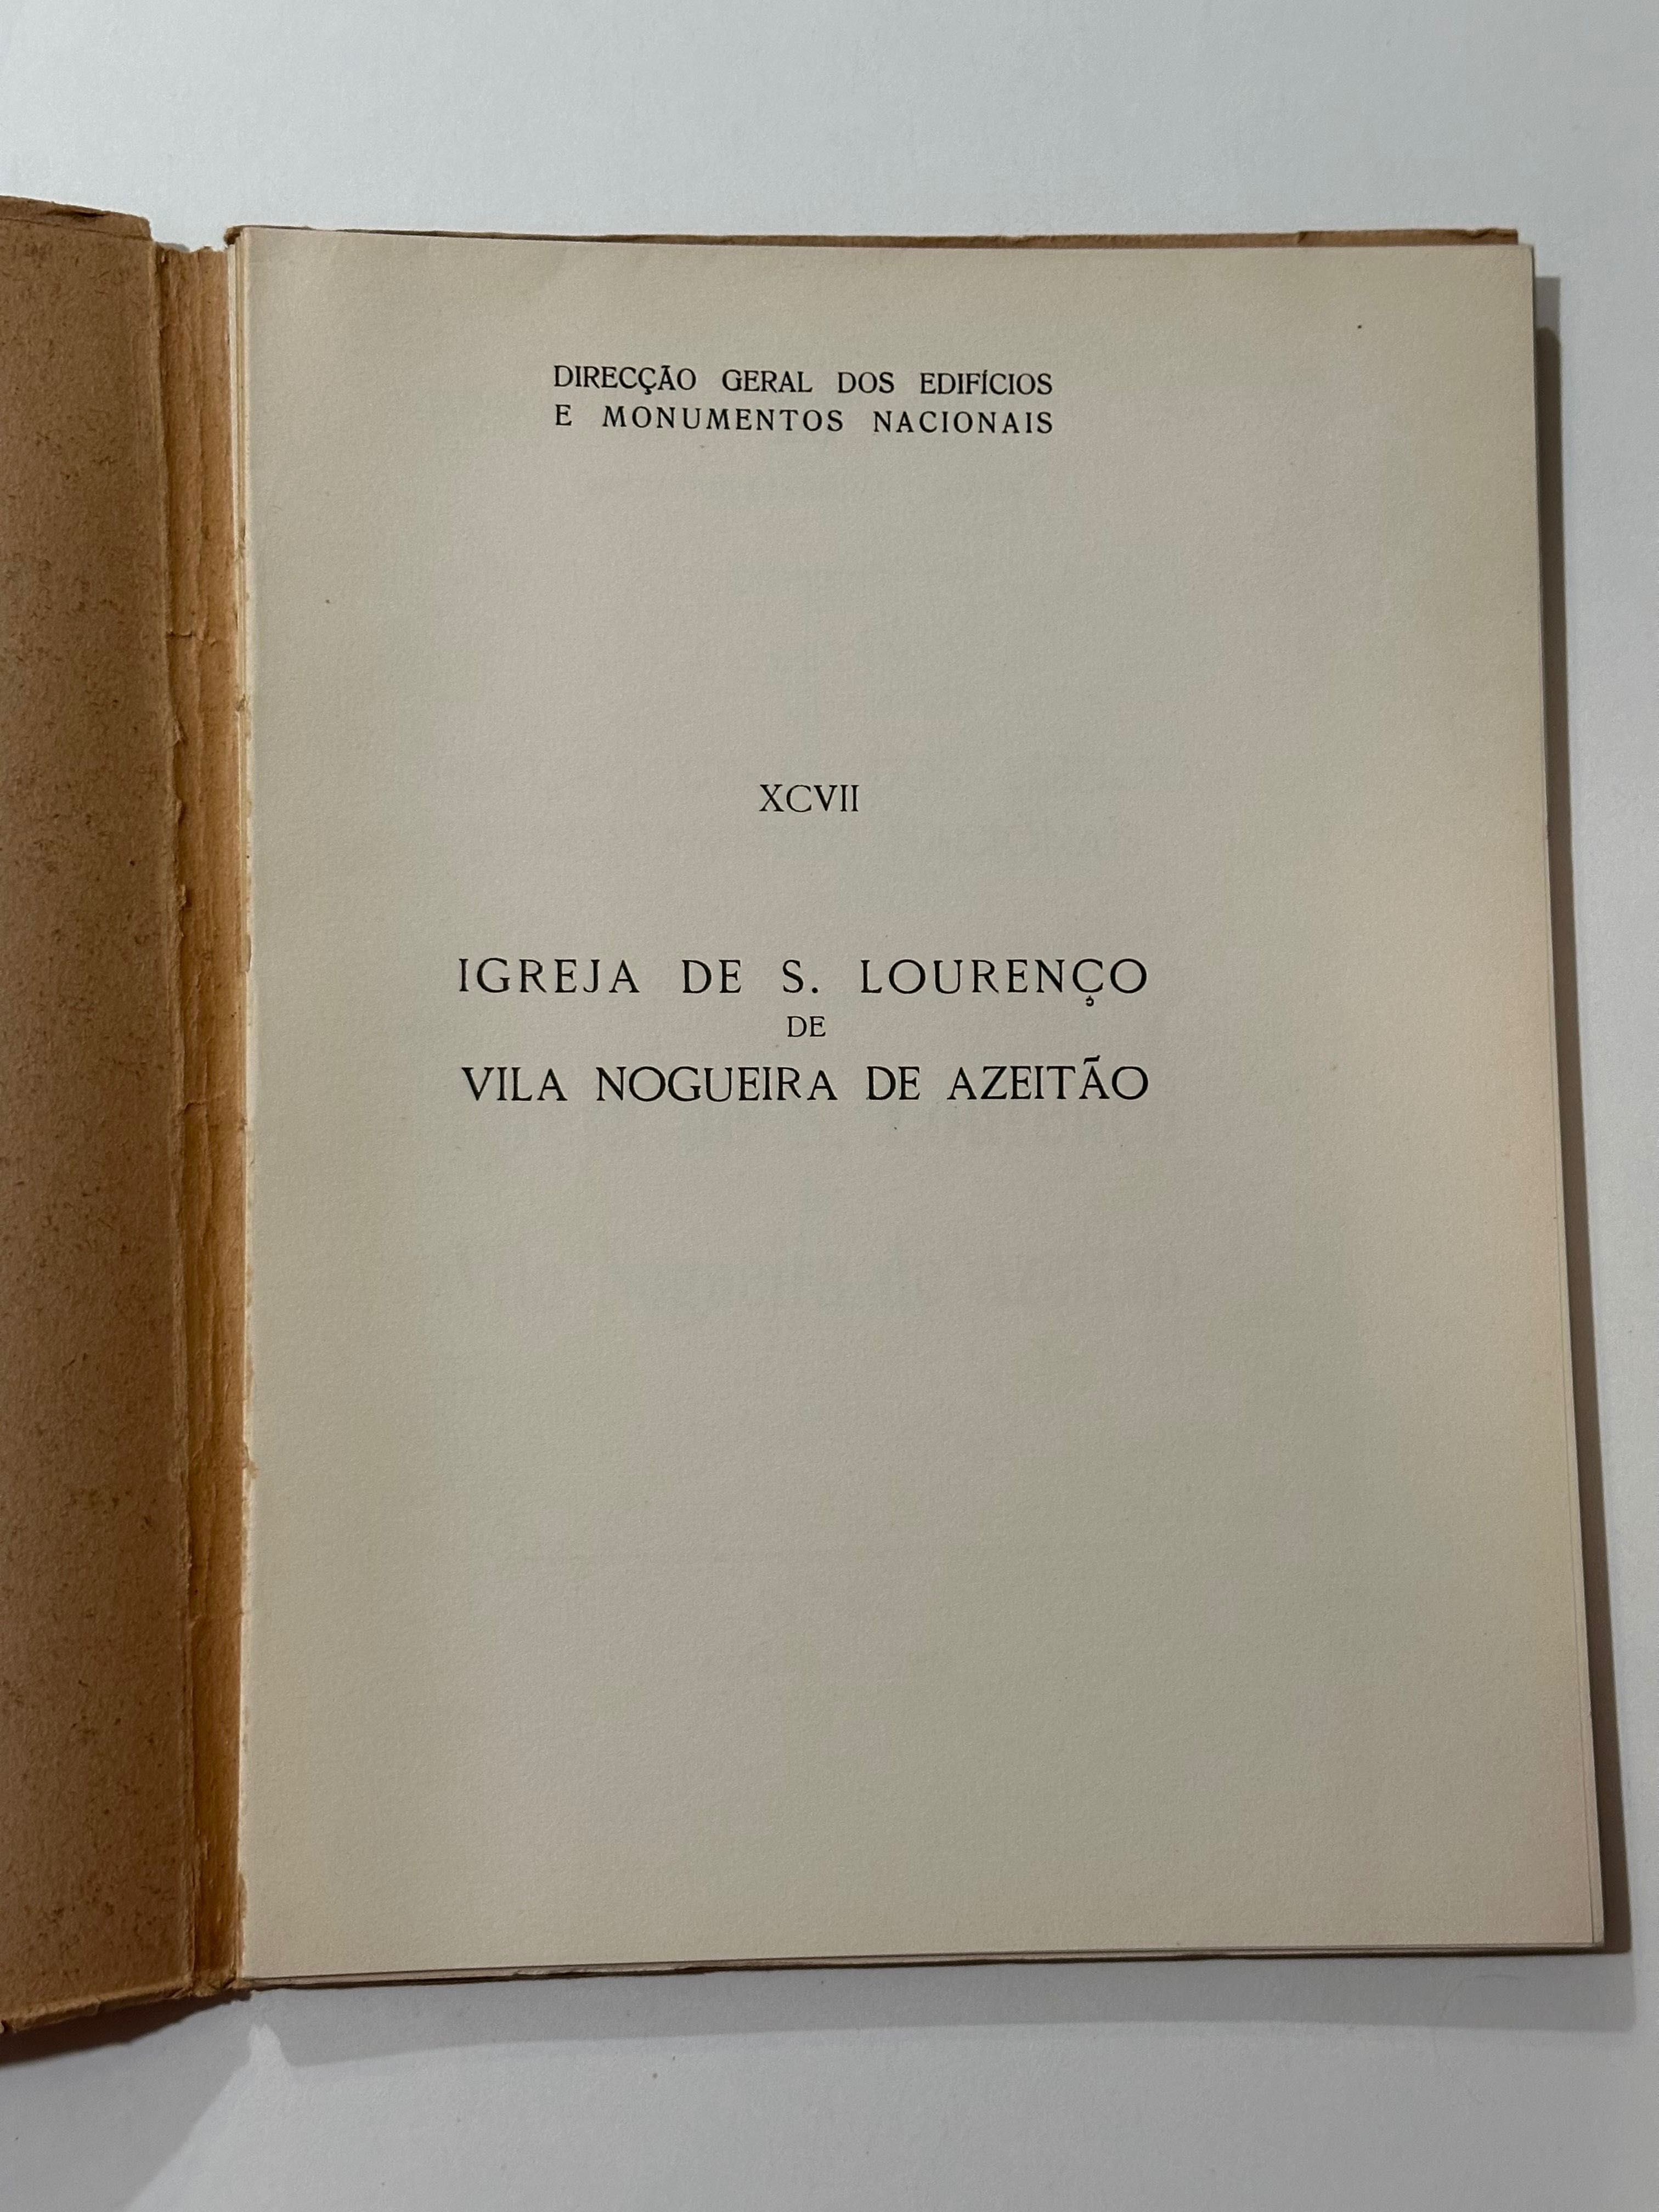 DIRECÇÃO GERAL DOS EDIFÍCIOS
E MONUMENTOS NACIONAIS
XCVII
IGREJA DE S. LOURENÇO
DE
VILA NOGUEIRA DE AZEITÃO